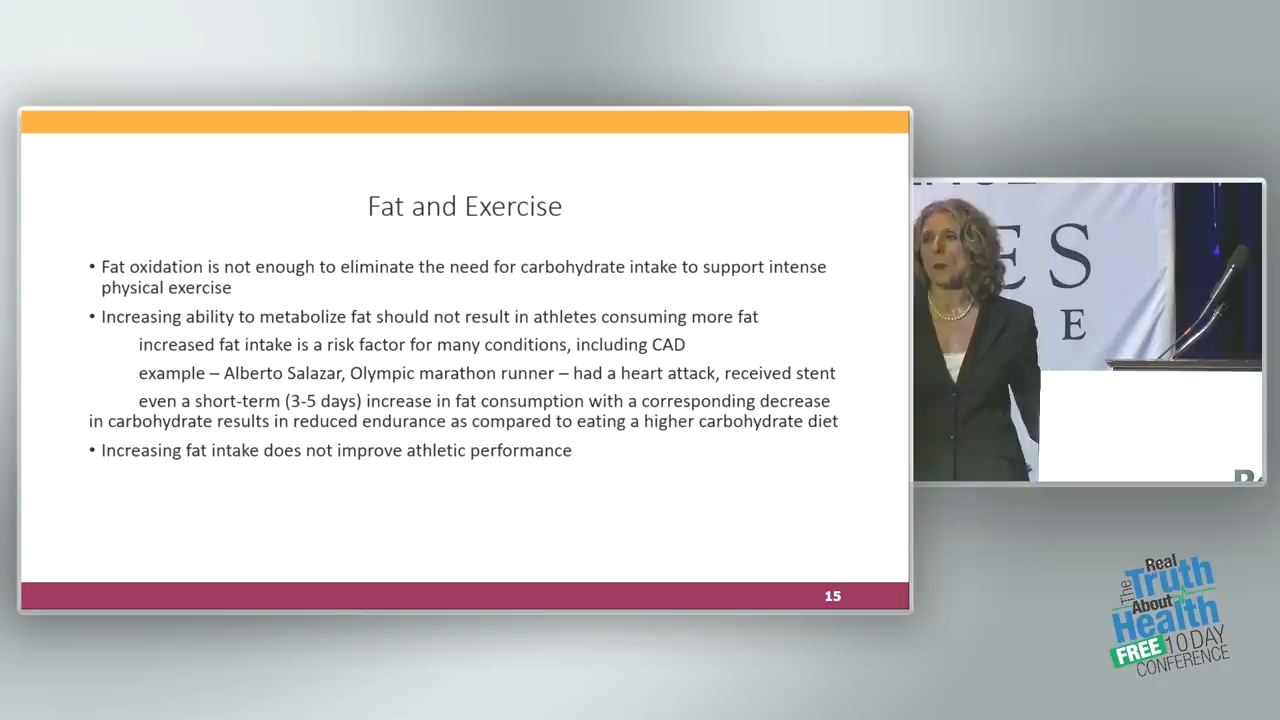 Fat and Exercise
• Fat oxidation is not enough to eliminate the need for carbohydrate intake to support intense
physical exercise
• Increasing ability to metabolize fat should not result in athletes consuming more fat
increased fat intake is a risk factor for many conditions, including CAD
example – Alberto Salazar, Olympic marathon runner – had a heart attack, received stent
even a short-term (3-5 days) increase in fat consumption with a corresponding decrease
in carbohydrate results in reduced endurance as compared to eating a higher carbohydrate diet
• Increasing fat intake does not improve athletic performance
15
ES
E
The Real
Truth
About
Health
FREE 10 DAY
CONFERENCE